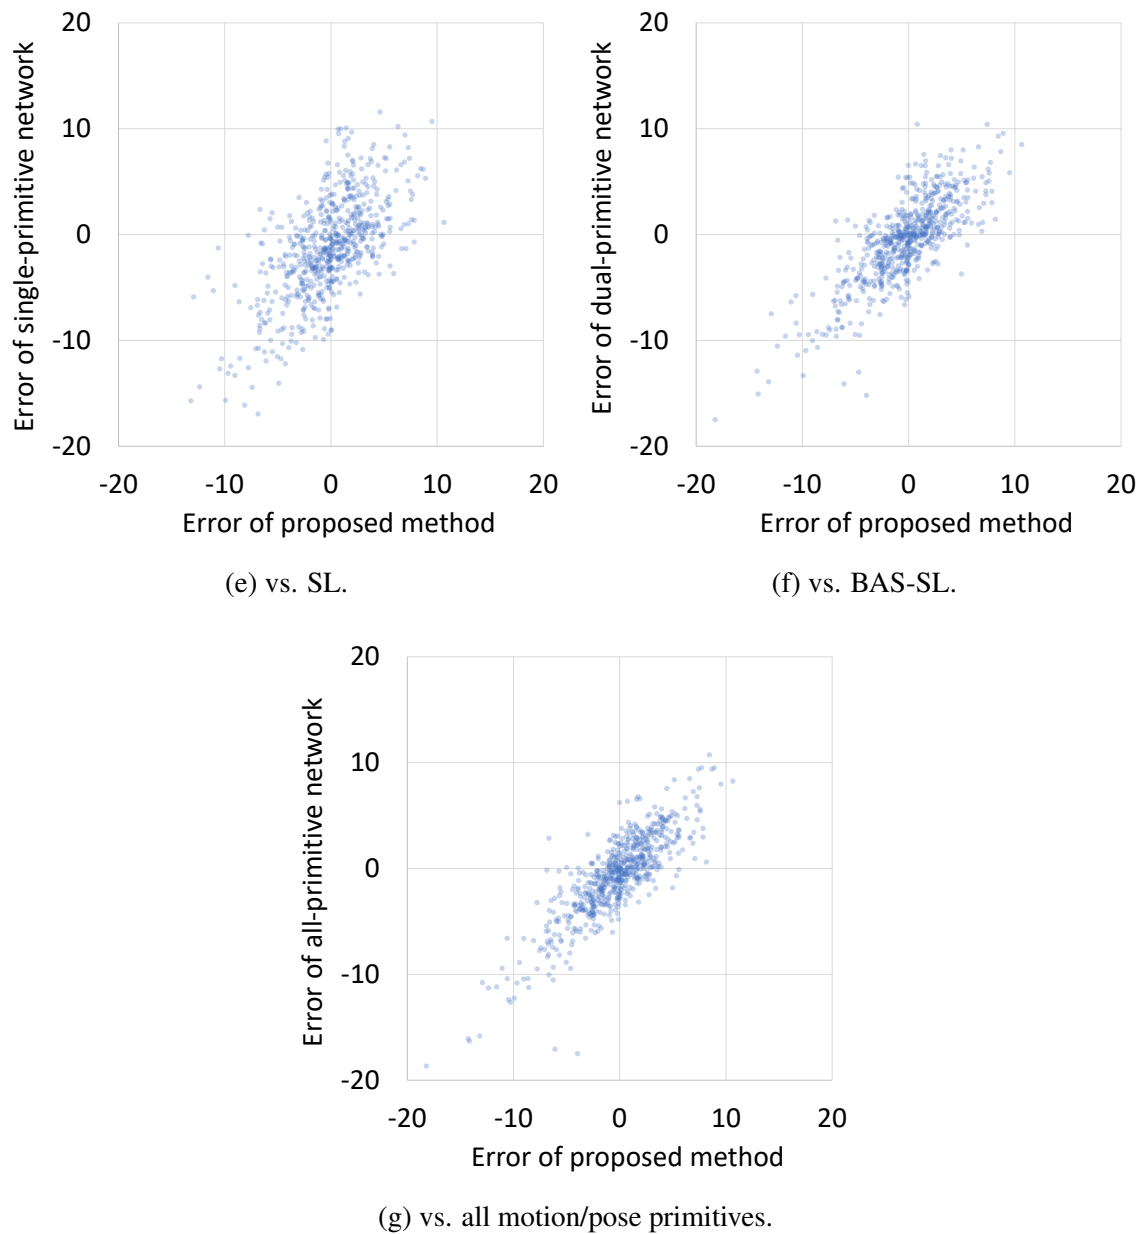 20
10
0
-10
-20
-20 -10 0 10 20
Error of single-primitive network
Error of proposed method
(e) vs. SL.
20
10
0
-10
-20
-20 -10 0 10 20
Error of dual-primitive network
Error of proposed method
(f) vs. BAS-SL.
20
10
0
-10
-20
-20 -10 0 10 20
Error of all-primitive network
Error of proposed method
(g) vs. all motion/pose primitives.